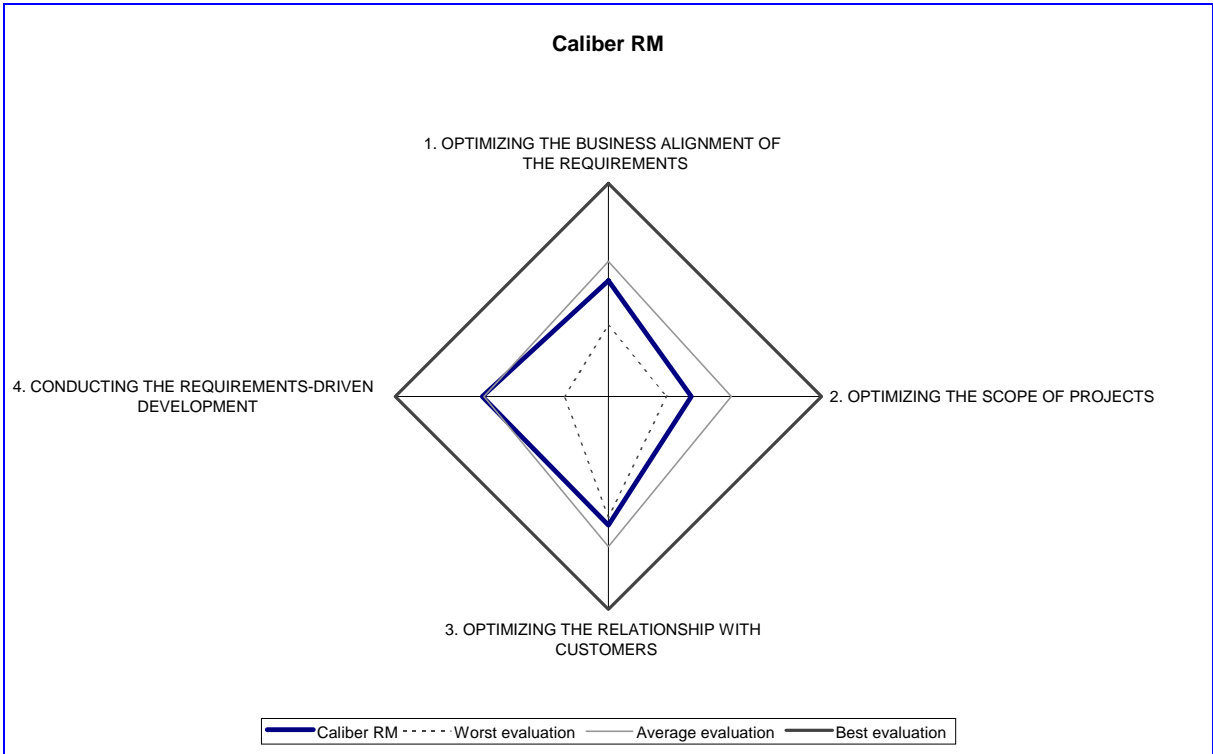 Caliber RM
1. OPTIMIZING THE BUSINESS ALIGNMENT OF
THE REQUIREMENTS
4. CONDUCTING THE REQUIREMENTS-DRIVEN
DEVELOPMENT
2. OPTIMIZING THE SCOPE OF PROJECTS
3. OPTIMIZING THE RELATIONSHIP WITH
CUSTOMERS
Caliber RM Worst evaluation Average evaluation Best evaluation